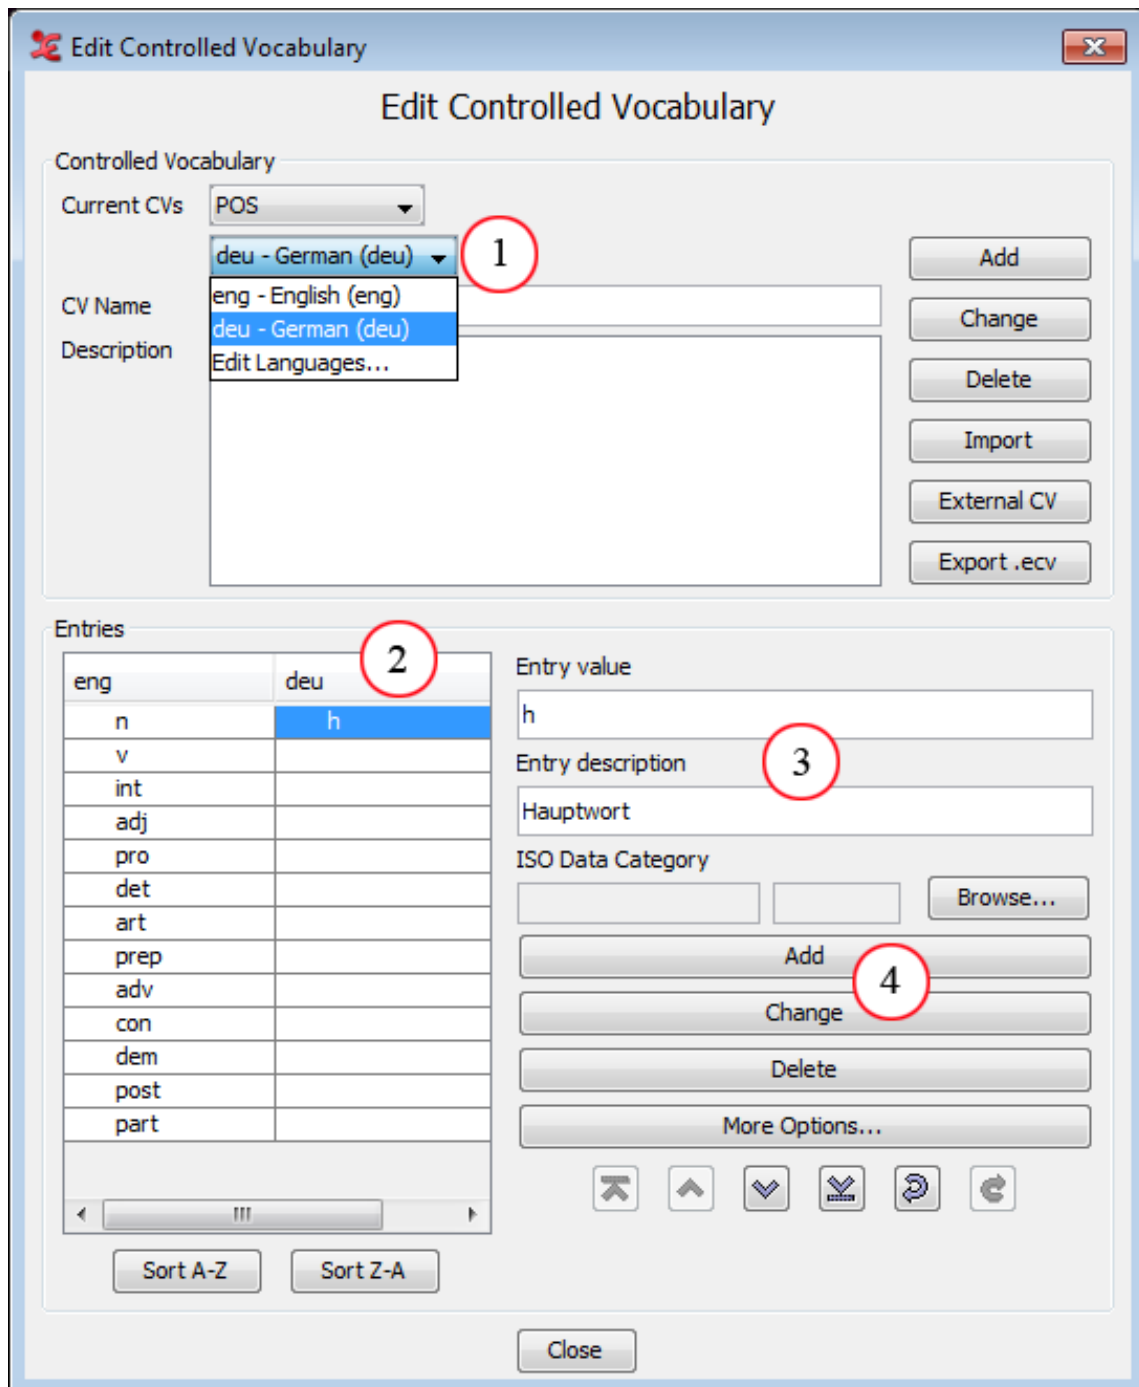 Edit Controlled Vocabulary
Edit Controlled Vocabulary
Controlled Vocabulary
Current CVs POS
deu - German (deu) 1 Add
eng - English (eng)
CV Name
deu - German (deu) Change
Description
Edit Languages...
Delete
Import
External CV
Export .ecv
Entries
2
eng deu
Entry value
n h h
v
Entry description 3
int
adj Hauptwort
pro ISO Data Category
det Browse...
art
prep Add 4
adv
con Change
dem
post Delete
part More Options...
Sort A-Z Sort Z-A
Close